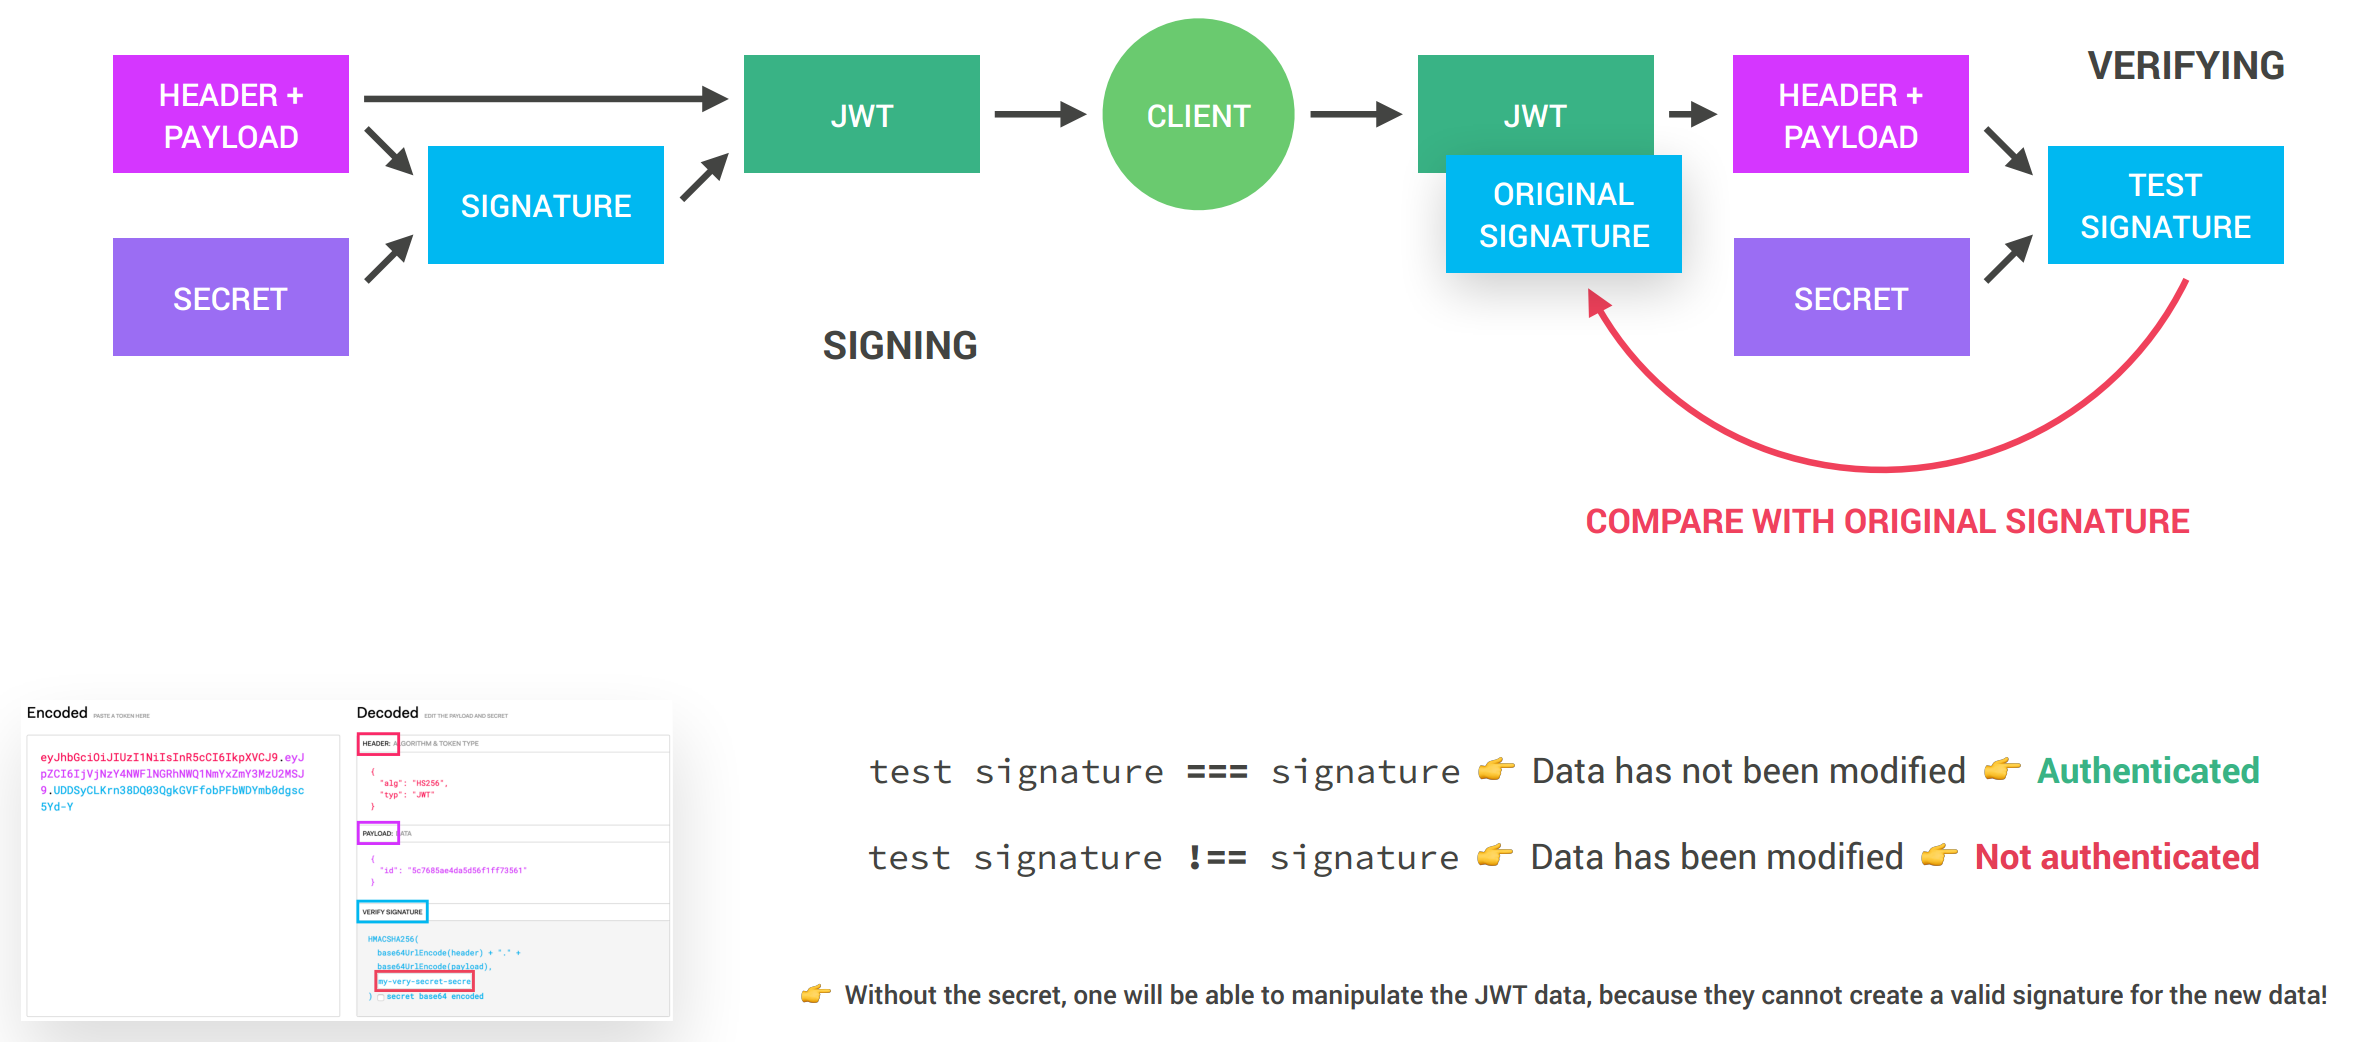 HEADER +
PAYLOAD
SECRET
SIGNATURE
JWT
SIGNING
CLIENT
JWT
ORIGINAL
SIGNATURE
HEADER +
PAYLOAD
SECRET
VERIFYING
TEST
SIGNATURE
COMPARE WITH ORIGINAL SIGNATURE
Encoded PASTE A TOKEN HERE
eyJhbGciOiJIUzI1NiIsInR5cCI6IkpXVCJ9.eyJ
pZCI6IjVjNzY4NWFlNGRhNWQ1NmYxZmY3MzU2MSJ
9.UDDSyCLKrn38DQ03QgkGVFfobPFbWDYmb0dgsc
5Yd-Y
Decoded EDIT THE PAYLOAD AND SECRET
HEADER: ALGORITHM & TOKEN TYPE
{
"alg": "HS256",
"typ": "JWT"
}
PAYLOAD: DATA
{
"id": "5c7685ae4da5d56f1ff73561"
}
VERIFY SIGNATURE
HMACSHA256(
base64UrlEncode(header) + "." +
base64UrlEncode(payload),
my-very-secret-secre
) secret base64 encoded
test signature === signature 👉 Data has not been modified 👉 Authenticated
test signature !== signature 👉 Data has been modified 👉 Not authenticated
👉 Without the secret, one will be able to manipulate the JWT data, because they cannot create a valid signature for the new data!